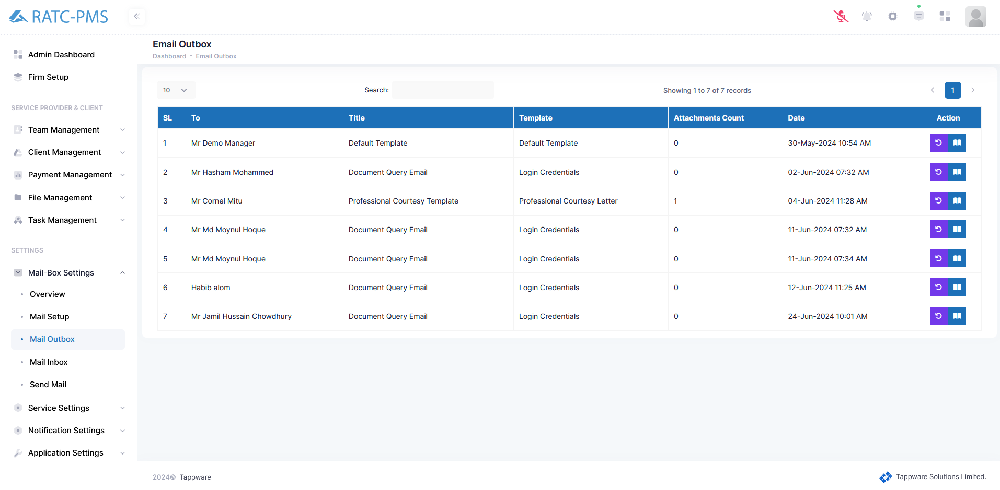 RATC-PMS
Admin Dashboard
Firm Setup
SERVICE PROVIDER & CLIENT
Team Management
Client Management
Payment Management
File Management
Task Management
SETTINGS
Mail-Box Settings
Overview
Mail Setup
Mail Outbox
Mail Inbox
Send Mail
Service Settings
Notification Settings
Application Settings
Email Outbox
Dashboard - Email Outbox
10 Search: Showing 1 to 7 of 7 records 1
SL To Title Template Attachments Count Date Action
1 Mr Demo Manager Default Template Default Template 0 30-May-2024 10:54 AM
2 Mr Hasham Mohammed Document Query Email Login Credentials 0 02-Jun-2024 07:32 AM
3 Mr Cornel Mitu Professional Courtesy Template Professional Courtesy Letter 1 04-Jun-2024 11:28 AM
4 Mr Md Moynul Hoque Document Query Email Login Credentials 0 11-Jun-2024 07:32 AM
5 Mr Md Moynul Hoque Document Query Email Login Credentials 0 11-Jun-2024 07:34 AM
6 Habib alom Document Query Email Login Credentials 0 12-Jun-2024 11:25 AM
7 Mr Jamil Hussain Chowdhury Document Query Email Login Credentials 0 24-Jun-2024 10:01 AM
2024© Tappware
Tappware Solutions Limited.